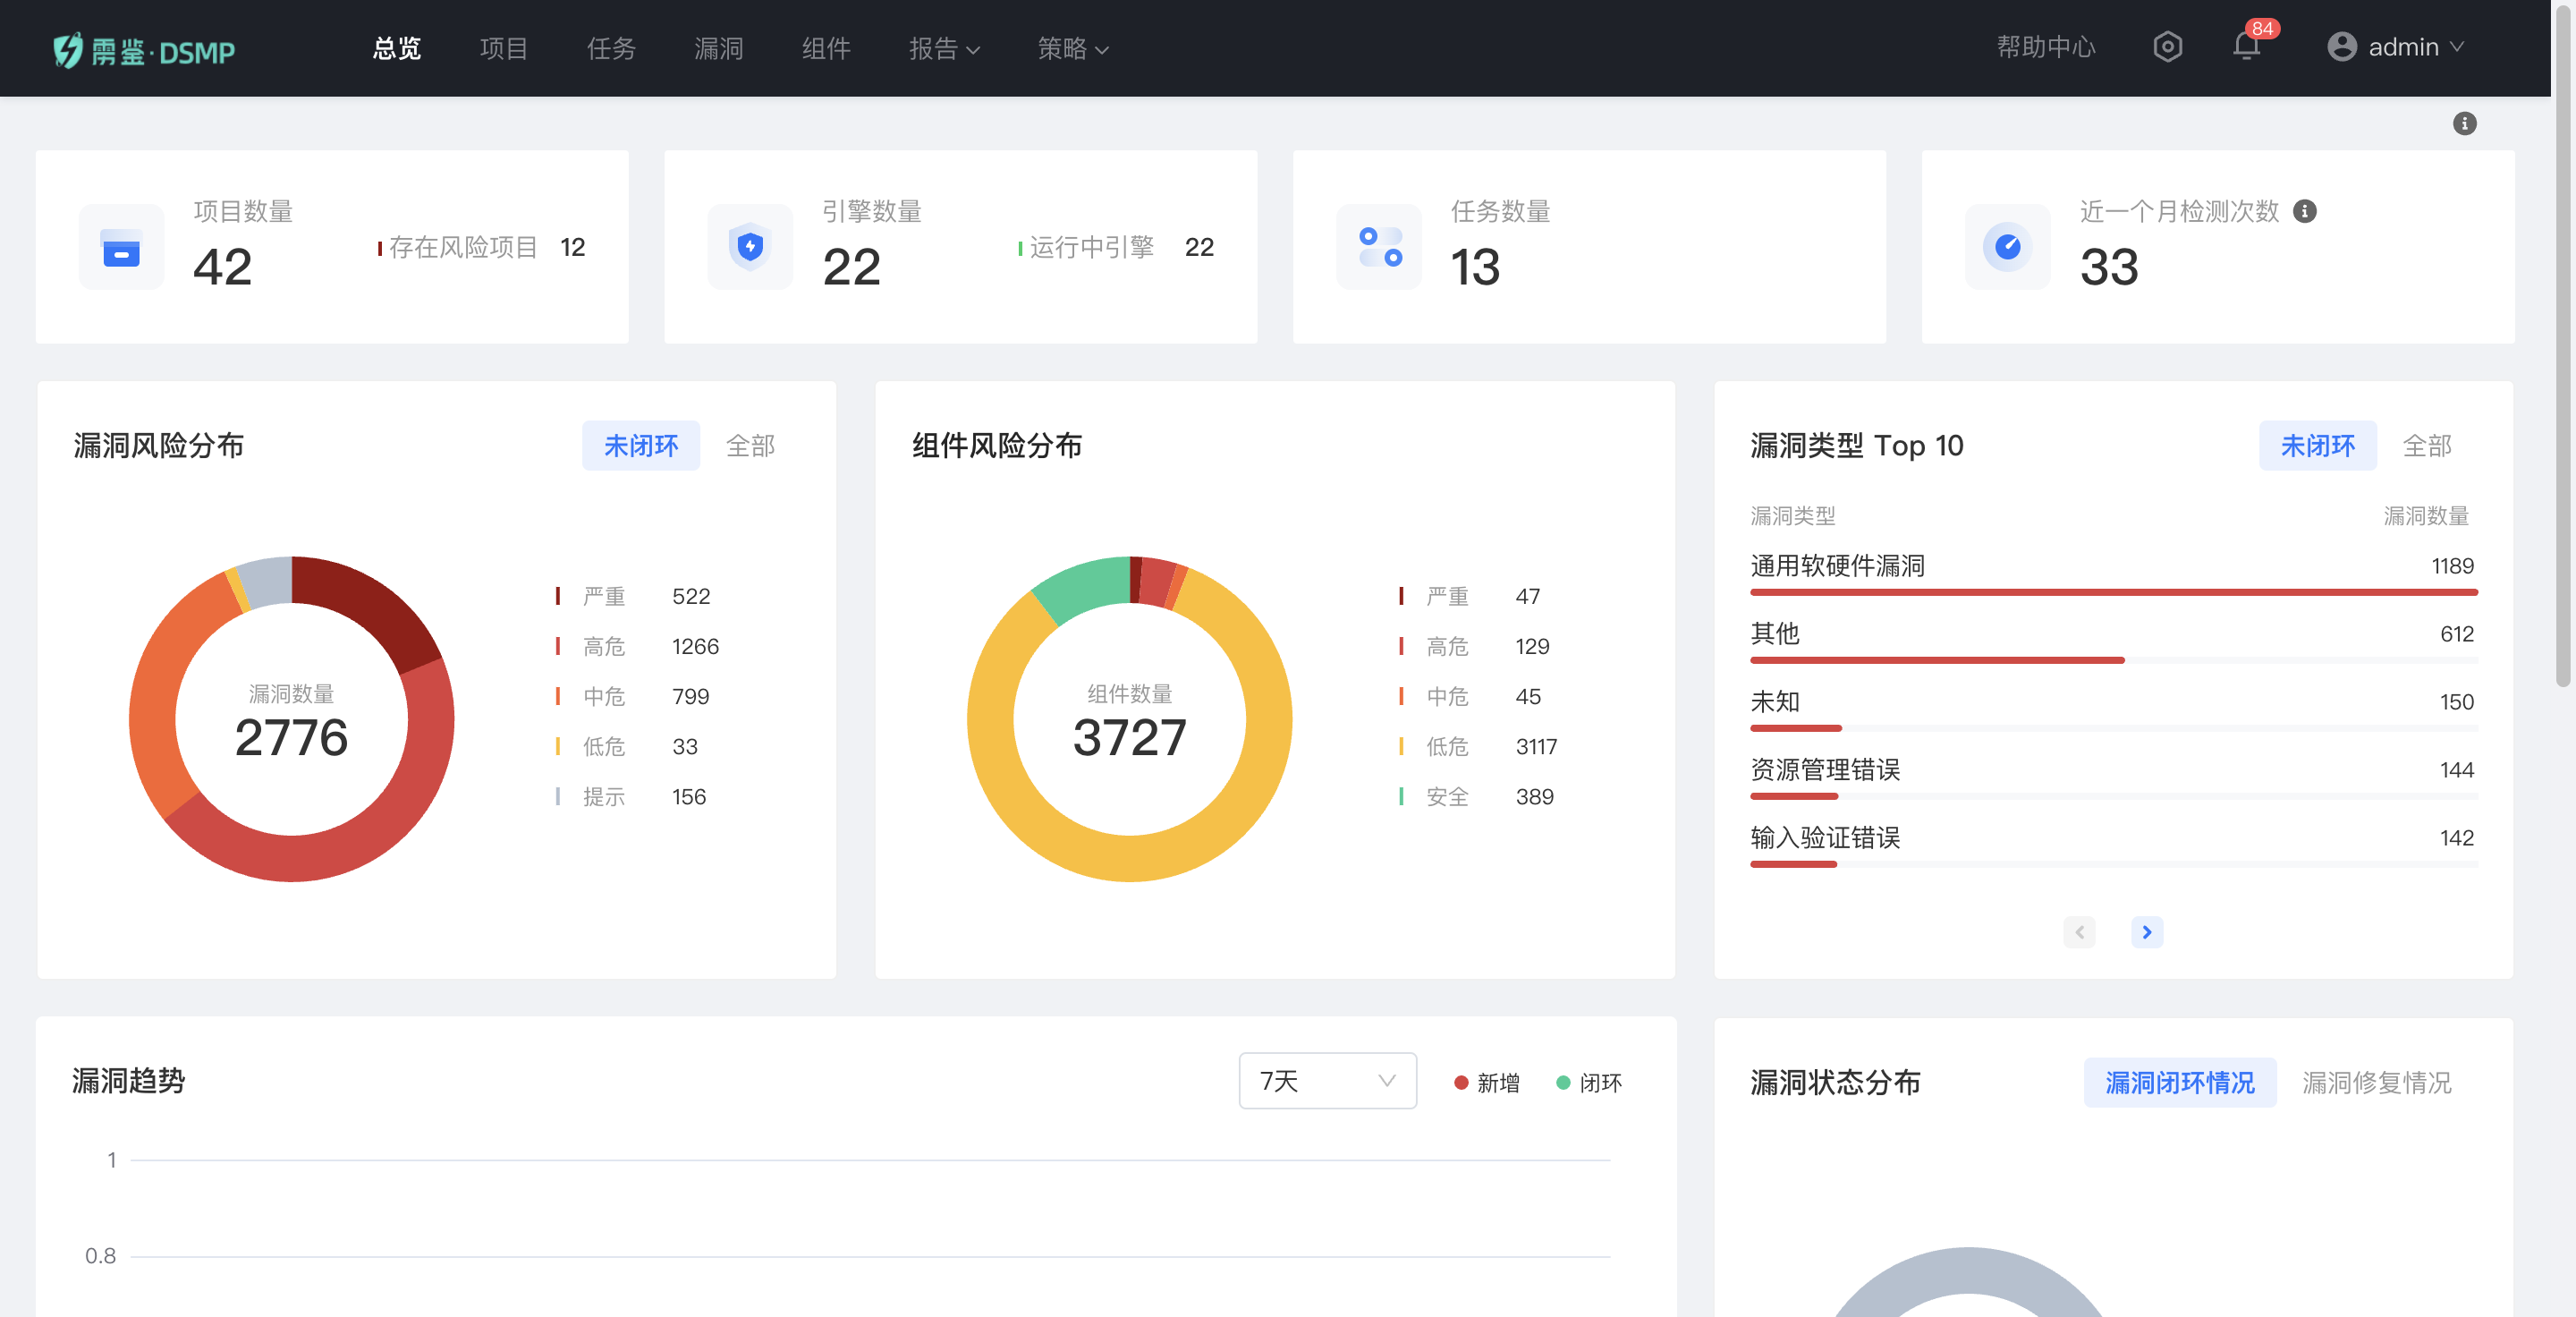 雳鉴·DSMP
总览 项目 任务 漏洞 组件 报告 策略 帮助中心 84 admin
项目数量
42
存在风险项目 12
引擎数量
22
运行中引擎 22
任务数量
13
近一个月检测次数
33
漏洞风险分布 未闭环 全部
漏洞数量
2776
严重 522
高危 1266
中危 799
低危 33
提示 156
组件风险分布
组件数量
3727
严重 47
高危 129
中危 45
低危 3117
安全 389
漏洞类型 Top 10 未闭环 全部
漏洞类型 漏洞数量
通用软硬件漏洞 1189
其他 612
未知 150
资源管理错误 144
输入验证错误 142
漏洞趋势 7天 新增 闭环
1
0.8
漏洞状态分布 漏洞闭环情况 漏洞修复情况